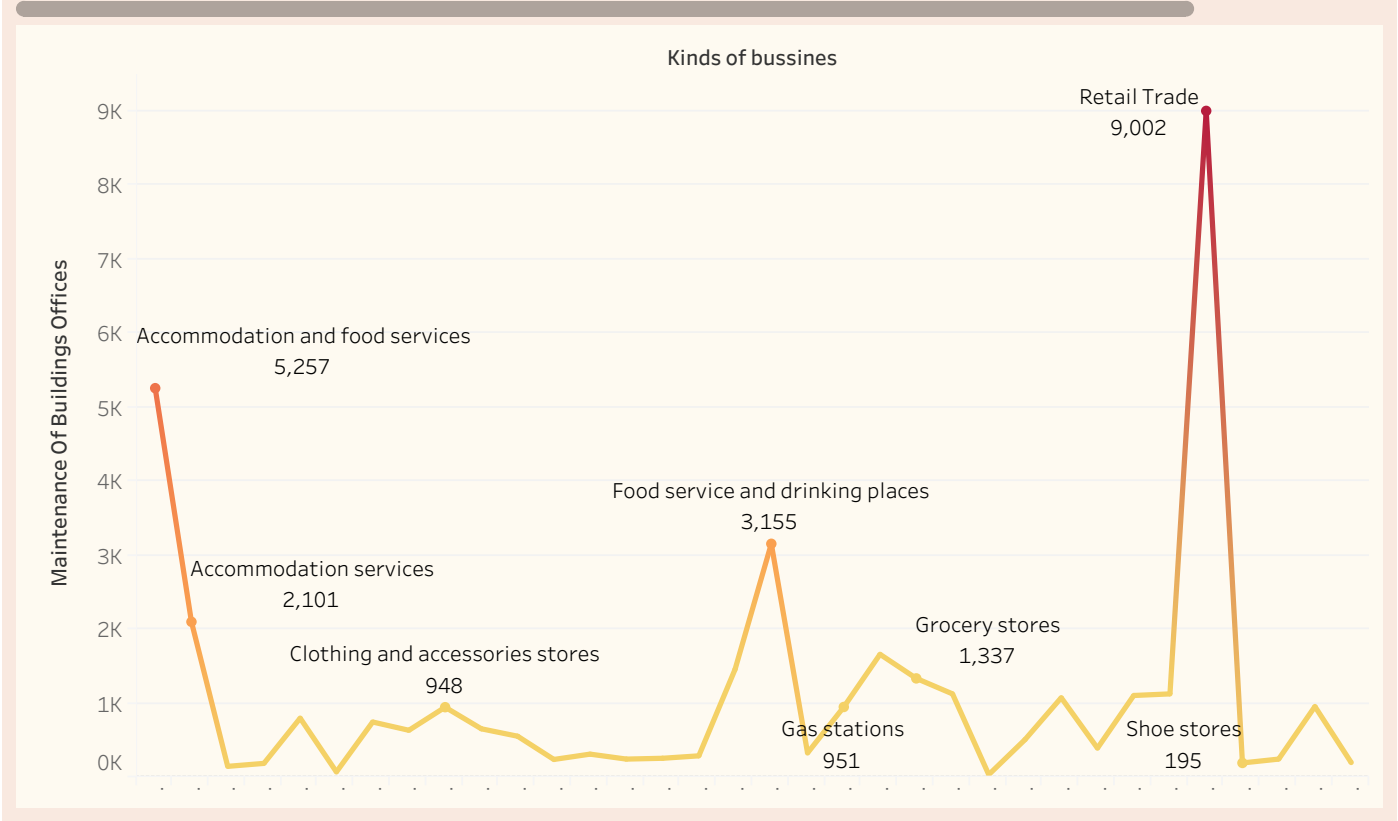 Kinds of bussines
Retail Trade
9,002
9K
8K
7K
6K
5K
4K
3K
2K
1K
0K
Maintenance Of Buildings Offices
Accommodation and food services
5,257
Food service and drinking places
3,155
Accommodation services
2,101
Grocery stores
1,337
Clothing and accessories stores
948
Gas stations
951
Shoe stores
195